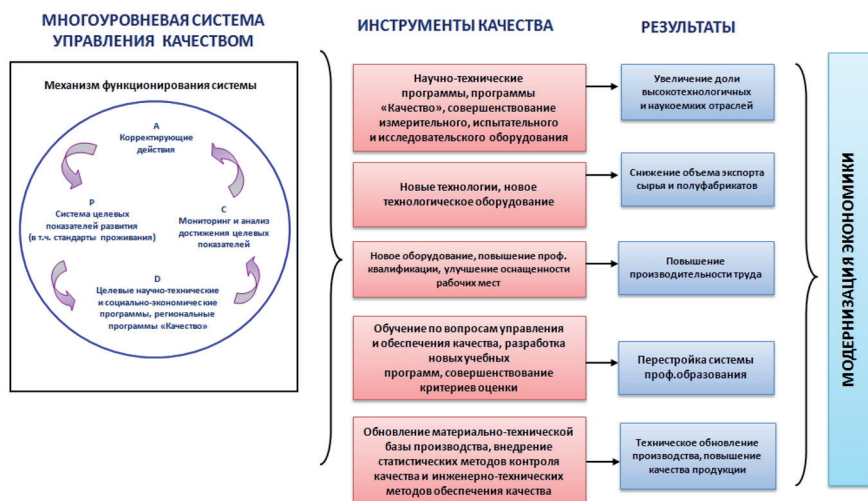 МНОГОУРОВНЕВАЯ СИСТЕМА
УПРАВЛЕНИЯ КАЧЕСТВОМ
Механизм функционирования системы
А
Корректирующие
действия
Р
Система целевых
показателей развития
(в т.ч. стандарты проживания)
С
Мониторинг и анализ
достижения целевых
показателей
D
Целевые научно-технические
и социально-экономические
программы, региональные
программы «Качество»
ИНСТРУМЕНТЫ КАЧЕСТВА
Научно-технические
программы, программы
«Качество», совершенствование
измерительного, испытательного
и исследовательского оборудования
Новые технологии, новое
технологическое оборудование
Новое оборудование, повышение проф.
квалификации, улучшение оснащенности
рабочих мест
Обучение по вопросам управления
и обеспечения качества, разработка
новых учебных
программ, совершенствование
критериев оценки
Обновление материально-технической
базы производства, внедрение
статистических методов контроля
качества и инженерно-технических
методов обеспечения качества
РЕЗУЛЬТАТЫ
Увеличение доли
высокотехнологичных
и наукоемких отраслей
Снижение объема экспорта
сырья и полуфабрикатов
Повышение
производительности труда
Перестройка системы
проф.образования
Техническое обновление
производства, повышение
качества продукции
МОДЕРНИЗАЦИЯ ЭКОНОМИКИ